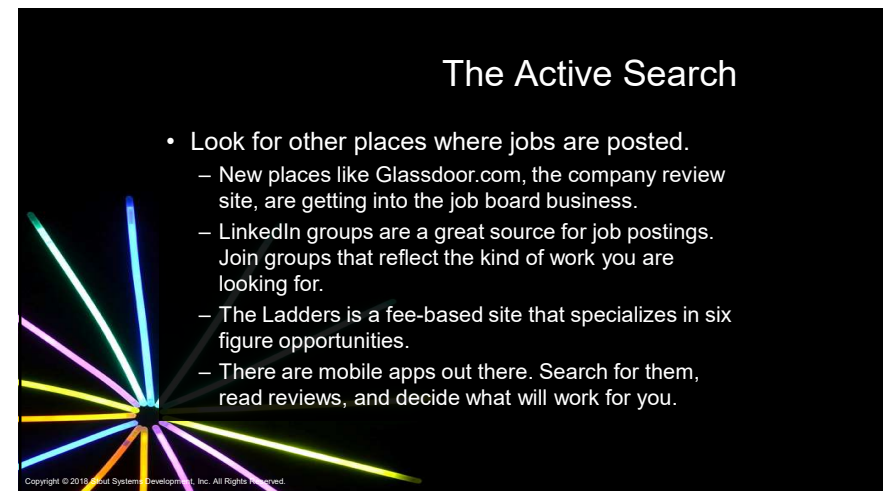 The Active Search
• Look for other places where jobs are posted.
– New places like Glassdoor.com, the company review
site, are getting into the job board business.
– LinkedIn groups are a great source for job postings.
Join groups that reflect the kind of work you are
looking for.
– The Ladders is a fee-based site that specializes in six
figure opportunities.
– There are mobile apps out there. Search for them,
read reviews, and decide what will work for you.
Copyright © 2018 Stout Systems Development, Inc. All Rights Reserved.